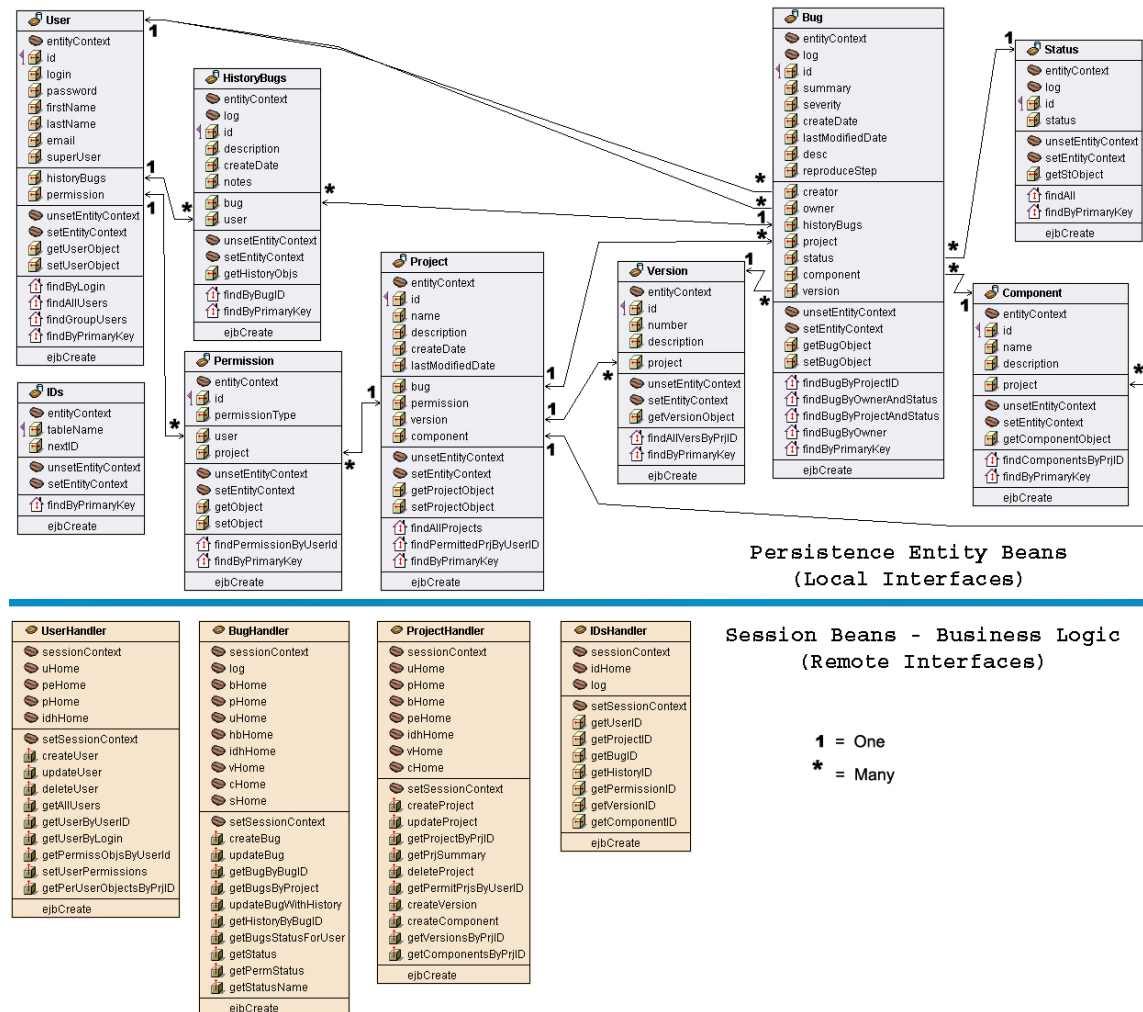 User
entityContext
id
login
password
firstName
lastName
email
superUser
historyBugs
permission
unsetEntityContext
setEntityContext
getUserObject
setUserObject
findByLogin
findAllUsers
findGroupUsers
findByPrimaryKey
ejbCreate
HistoryBugs
entityContext
log
id
description
createDate
notes
bug
user
unsetEntityContext
setEntityContext
getHistoryObjs
findByBugID
findByPrimaryKey
ejbCreate
IDs
entityContext
tableName
nextID
unsetEntityContext
setEntityContext
findByPrimaryKey
ejbCreate
Permission
entityContext
id
permissionType
user
project
unsetEntityContext
setEntityContext
getObject
setObject
findPermissionByUserId
findByPrimaryKey
ejbCreate
Project
entityContext
id
name
description
createDate
lastModifiedDate
bug
permission
version
component
unsetEntityContext
setEntityContext
getProjectObject
setProjectObject
findAllProjects
findPermittedPrjByUserID
findByPrimaryKey
ejbCreate
Version
entityContext
id
number
description
project
unsetEntityContext
setEntityContext
getVersionObject
findAllVersByPrjID
findByPrimaryKey
ejbCreate
Bug
entityContext
log
id
summary
severity
createDate
lastModifiedDate
desc
reproduceStep
creator
owner
historyBugs
project
status
component
version
unsetEntityContext
setEntityContext
getBugObject
setBugObject
findBugByProjectID
findBugByOwnerAndStatus
findBugByProjectAndStatus
findBugByOwner
findByPrimaryKey
ejbCreate
Status
entityContext
log
id
status
unsetEntityContext
setEntityContext
getStObject
findAll
findByPrimaryKey
ejbCreate
Component
entityContext
id
name
description
project
unsetEntityContext
setEntityContext
getComponentObject
findComponentsByPrjID
findByPrimaryKey
ejbCreate
1
*
1
*
1
*
*
1
*
*
1
*
1
*
1
*
1
*
1
*
1
*
1
*
Persistence Entity Beans
(Local Interfaces)
UserHandler
sessionContext
uHome
peHome
pHome
idhHome
setSessionContext
createUser
updateUser
deleteUser
getAllUsers
getUserByUserID
getUserByLogin
getPermissObjsByUserId
setUserPermissions
getPerUserObjectsByPrjID
ejbCreate
BugHandler
sessionContext
log
bHome
pHome
uHome
hbHome
idhHome
vHome
cHome
sHome
setSessionContext
createBug
updateBug
getBugByBugID
getBugsByProject
updateBugWithHistory
getHistoryByBugID
getBugsStatusForUser
getStatus
getPermStatus
getStatusName
ejbCreate
ProjectHandler
sessionContext
uHome
pHome
bHome
peHome
idhHome
vHome
cHome
setSessionContext
createProject
updateProject
getProjectByPrjID
getPrjSummary
deleteProject
getPermitPrjsByUserID
createVersion
createComponent
getVersionsByPrjID
getComponentsByPrjID
ejbCreate
IDsHandler
sessionContext
idHome
log
setSessionContext
getUserID
getProjectID
getBugID
getHistoryID
getPermissionID
getVersionID
getComponentID
ejbCreate
Session Beans - Business Logic
(Remote Interfaces)
1 = One
* = Many